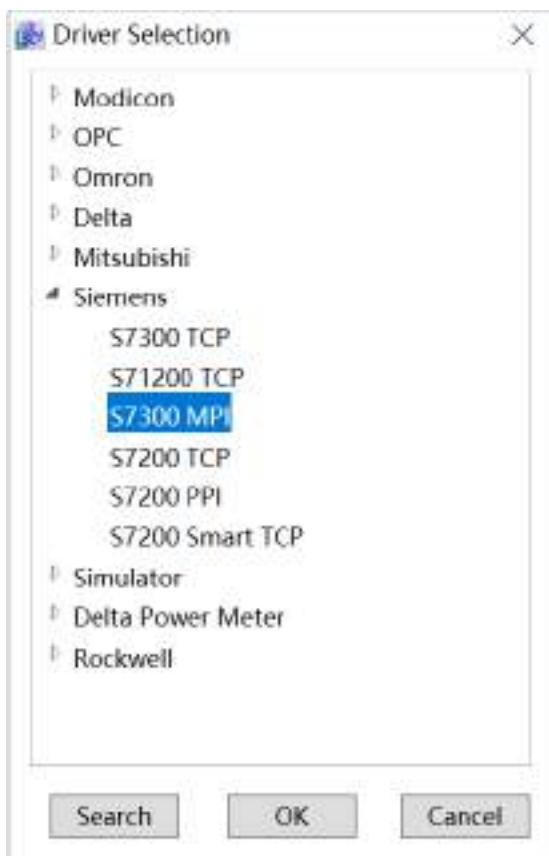 Driver Selection
Modicon
OPC
Omron
Delta
Mitsubishi
Siemens
S7300 TCP
S71200 TCP
S7300 MPI
S7200 TCP
S7200 PPI
S7200 Smart TCP
Simulator
Delta Power Meter
Rockwell
Search OK Cancel